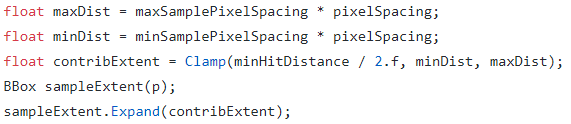 float maxDist = maxSamplePixelSpacing * pixelSpacing;
float minDist = minSamplePixelSpacing * pixelSpacing;
float contribExtent = Clamp(minHitDistance / 2.f, minDist, maxDist);
BBox sampleExtent(p);
sampleExtent.Expand(contribExtent);